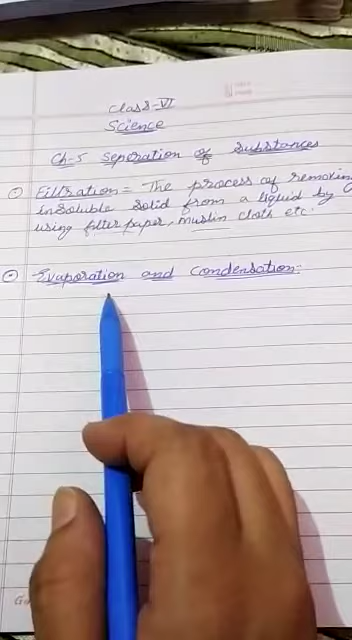 Class-VI
Science
Ch-5 seperation of substances
Filtration = The process of removing
insoluble solid from a liquid by
using filter paper, muslin cloth etc.
Evaporation and Condensation:-